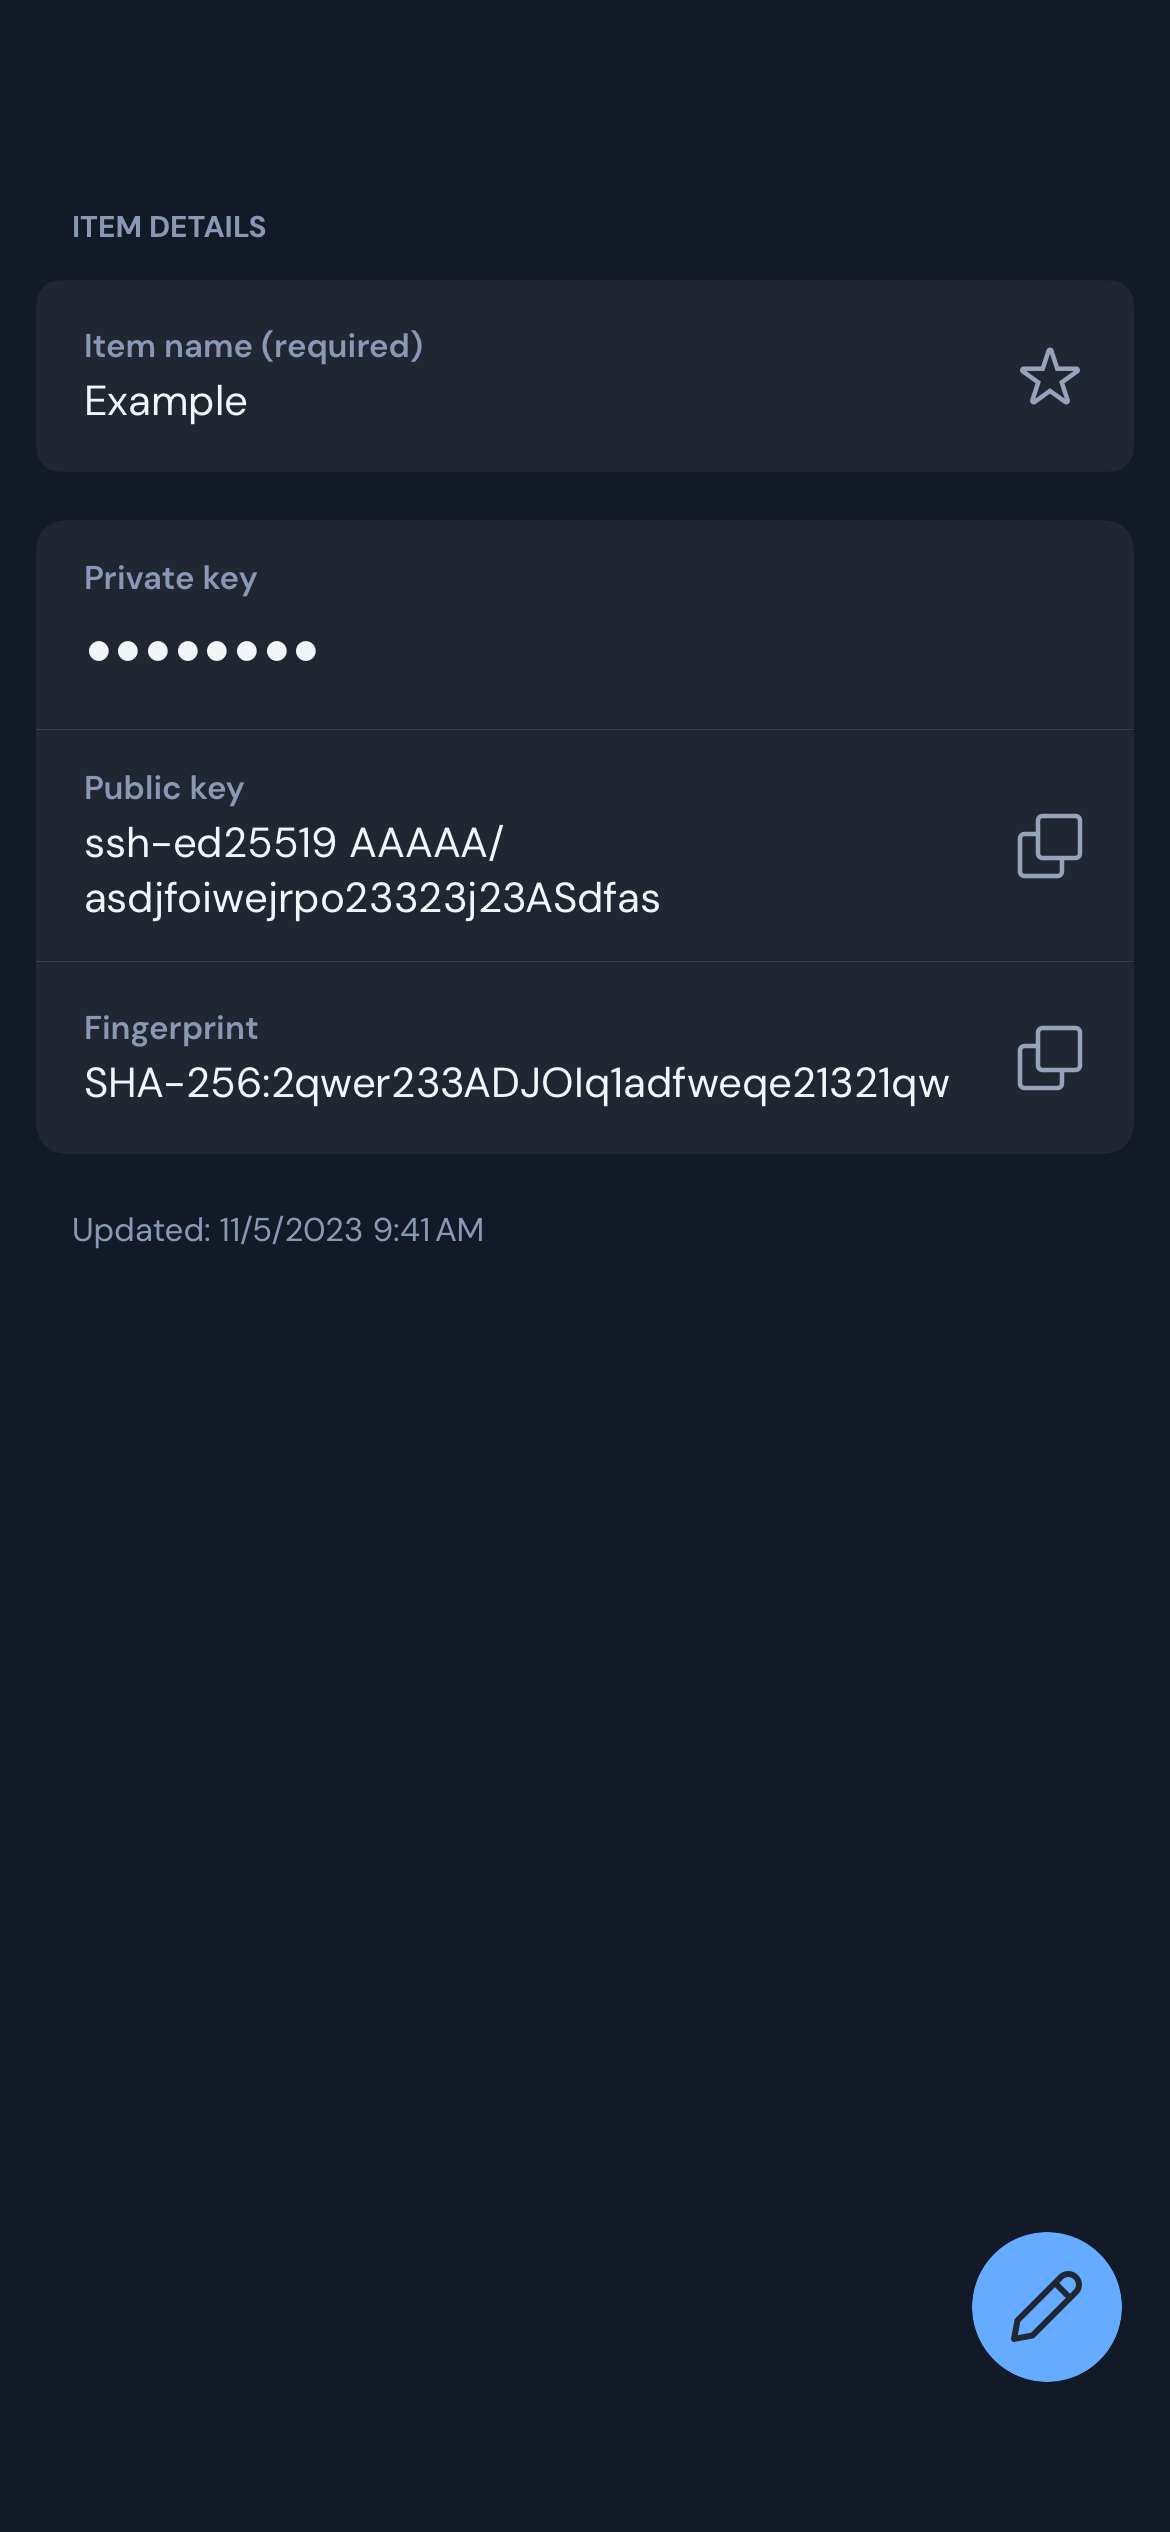 ITEM DETAILS
Item name (required)
Example
Private key
••••••••
Public key
ssh-ed25519 AAAAA/
asdjfoiwejrpo23323j23ASdfas
Fingerprint
SHA-256:2qwer233ADJOIq1adfweqe21321qw
Updated: 11/5/2023 9:41 AM